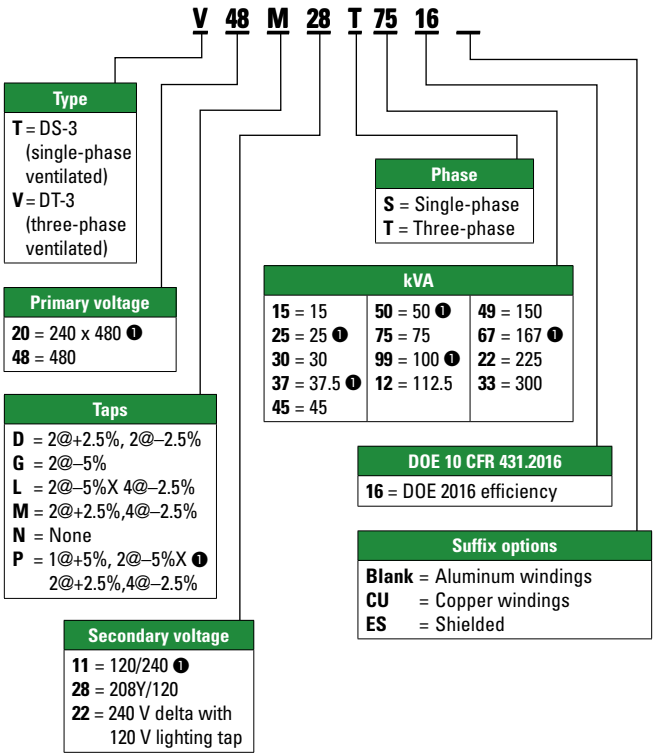 V 48 M 28 T 75 16 _
Type
T = DS-3
(single-phase
ventilated)
V = DT-3
(three-phase
ventilated)
Primary voltage
20 = 240 x 480 ❶
48 = 480
Taps
D = 2@+2.5%, 2@–2.5%
G = 2@–5%
L = 2@–5%X 4@–2.5%
M = 2@+2.5%,4@–2.5%
N = None
P = 1@+5%, 2@–5%X ❶
2@+2.5%,4@–2.5%
Secondary voltage
11 = 120/240 ❶
28 = 208Y/120
22 = 240 V delta with
120 V lighting tap
Phase
S = Single-phase
T = Three-phase
kVA
15 = 15
25 = 25 ❶
30 = 30
37 = 37.5 ❶
45 = 45
50 = 50 ❶
75 = 75
99 = 100 ❶
12 = 112.5
49 = 150
67 = 167 ❶
22 = 225
33 = 300
DOE 10 CFR 431.2016
16 = DOE 2016 efficiency
Suffix options
Blank = Aluminum windings
CU = Copper windings
ES = Shielded